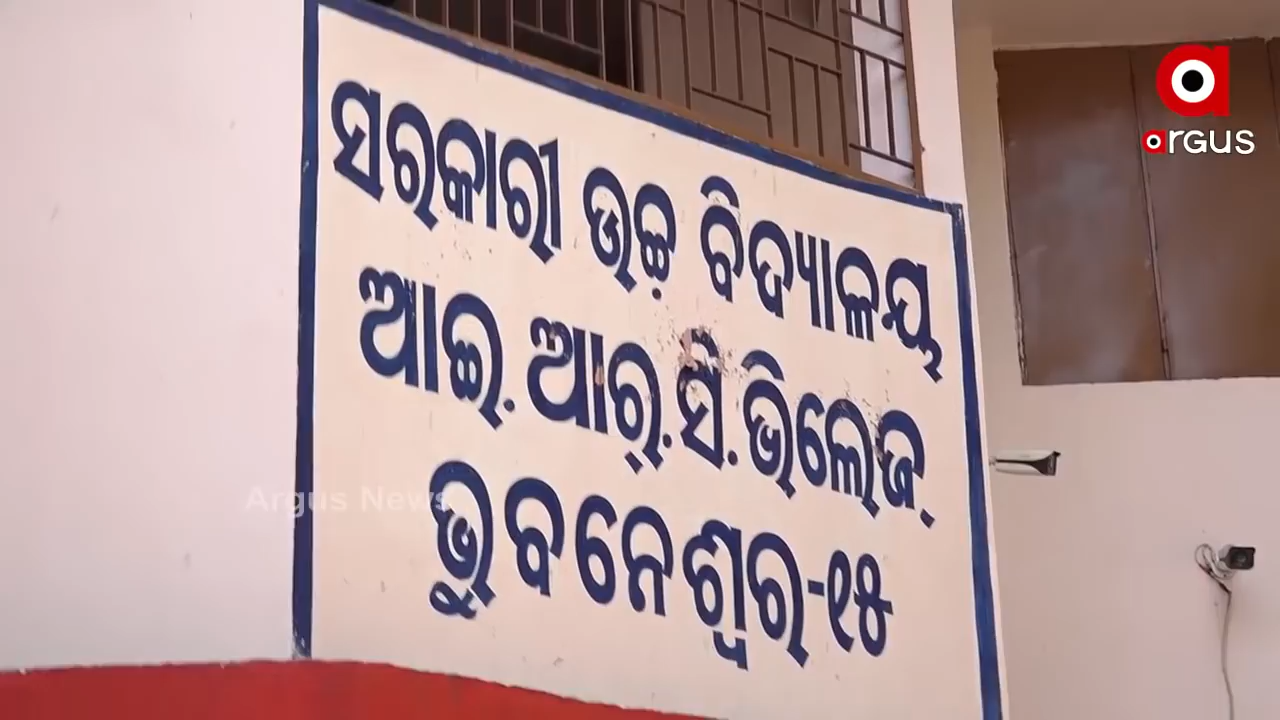 ସରକାରୀ ଉଚ୍ଚ ବିଦ୍ୟାଳୟ
ଆଇ. ଆର୍. ସି. ଭିଲେଜ୍
ଭୁବନେଶ୍ୱର-୧୫
argus
Argus News